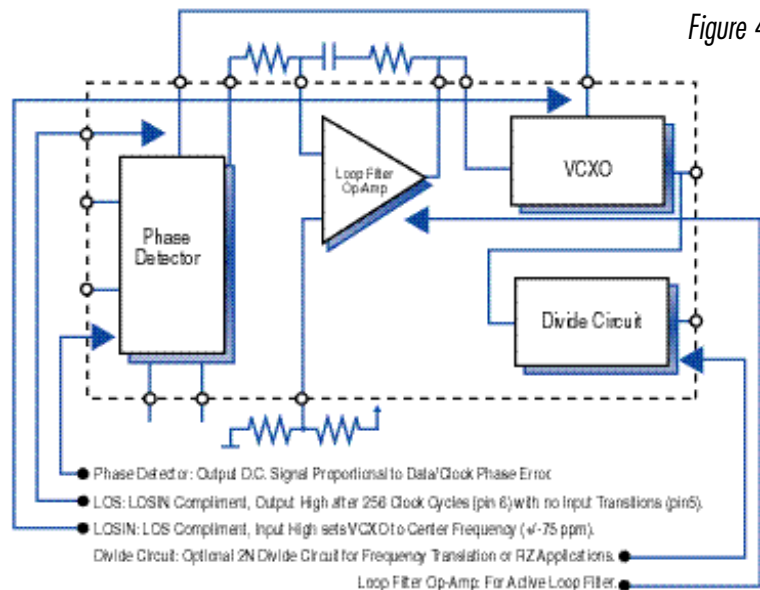 Figure 4
Loop Filter
Op-Amp
VCXO
Phase
Detector
Divide Circuit
Phase Detector: Output D.C. Signal Proportional to Data/Clock Phase Error.
LOS: LOSIN Compliment, Output High after 256 Clock Cycles (pin 6) with no Input Transitions (pin5).
LOSIN: LOS Compliment, Input High sets VCXO to Center Frequency (+/-75 ppm).
Divide Circuit: Optional 2N Divide Circuit for Frequency Translation or RZ Applications.
Loop Filter Op-Amp: For Active Loop Filter.